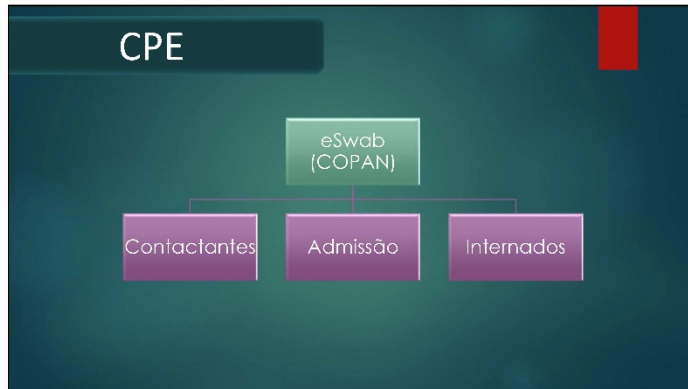 CPE
eSwab
(COPAN)
Contactantes
Admissão
Internados